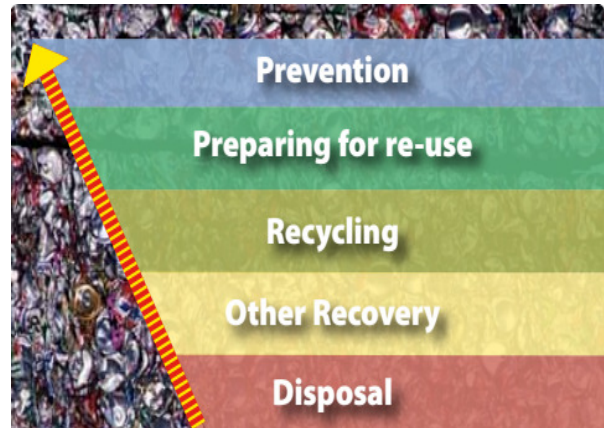 Prevention
Preparing for re-use
Recycling
Other Recovery
Disposal